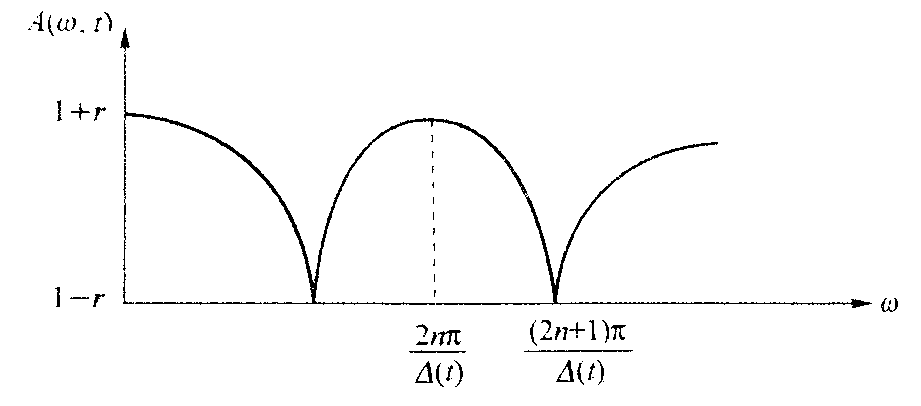 A(ω, t)
1+r
1−r
ω
2nπ
Δ(t)
(2n+1)π
Δ(t)